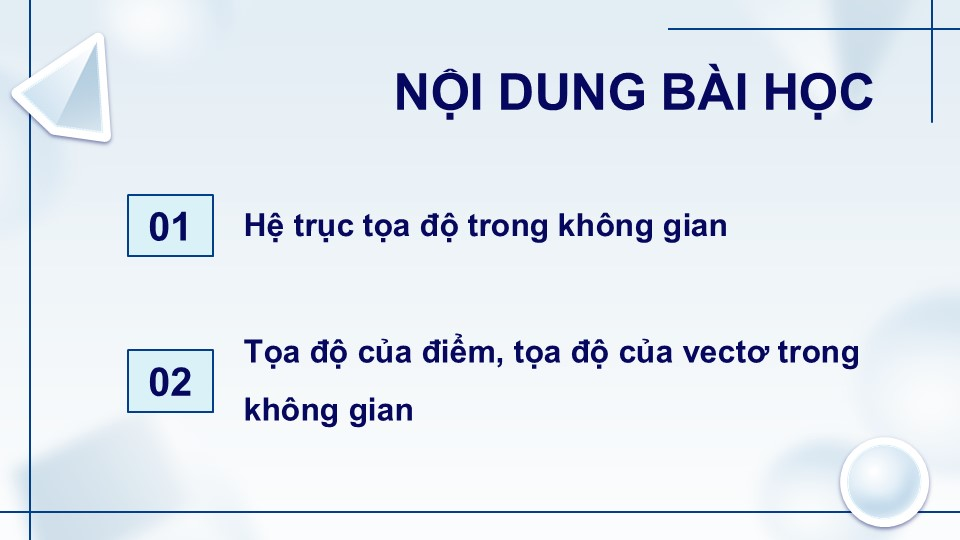 NỘI DUNG BÀI HỌC
01
Hệ trục tọa độ trong không gian
02
Tọa độ của điểm, tọa độ của vectơ trong
không gian